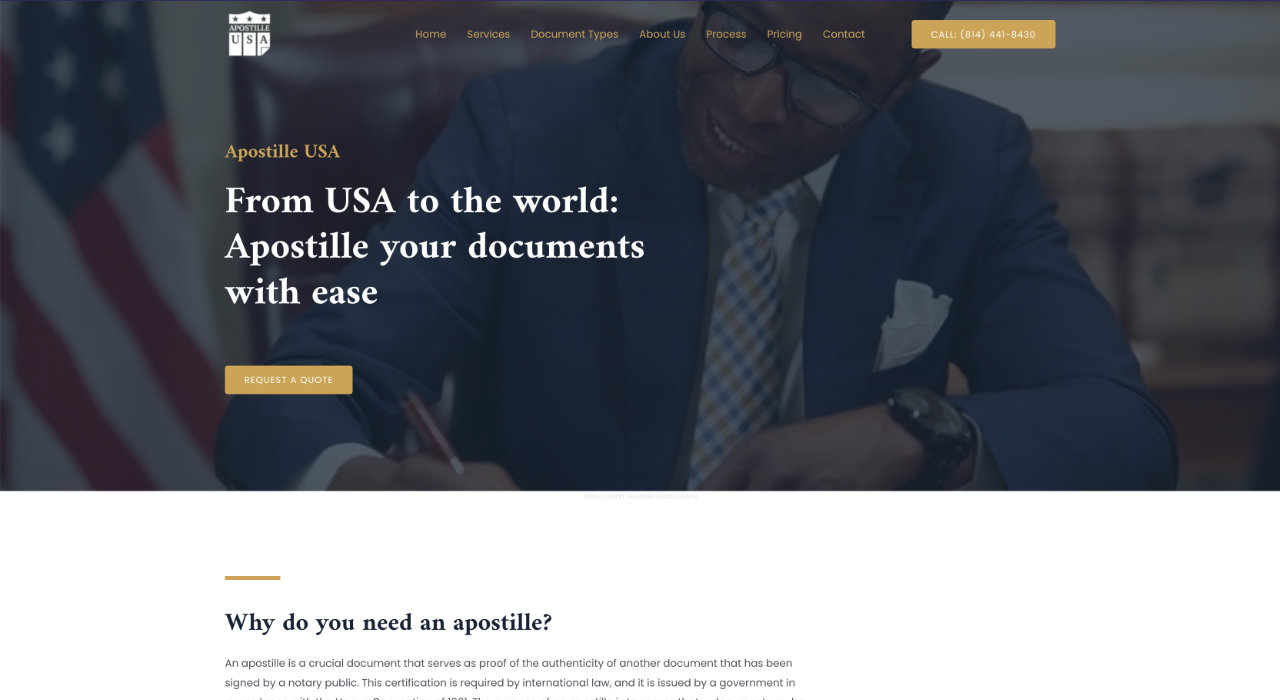 APOSTILLE
USA
Home Services Document Types About Us Process Pricing Contact
CALL: (814) 441-8430
Apostille USA
From USA to the world:
Apostille your documents
with ease
REQUEST A QUOTE
Video credit: Bedrijfs Productions
Why do you need an apostille?
An apostille is a crucial document that serves as proof of the authenticity of another document that has been
signed by a notary public. This certification is required by international law, and it is issued by a government in